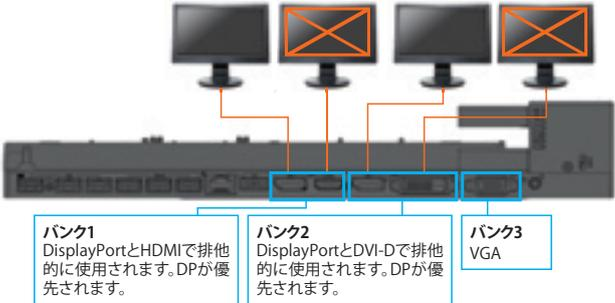 バンク1
DisplayPortとHDMIで排他
的に使用されます。DPが優
先されます。
バンク2
DisplayPortとDVI-Dで排他
的に使用されます。DPが優
先されます。
バンク3
VGA